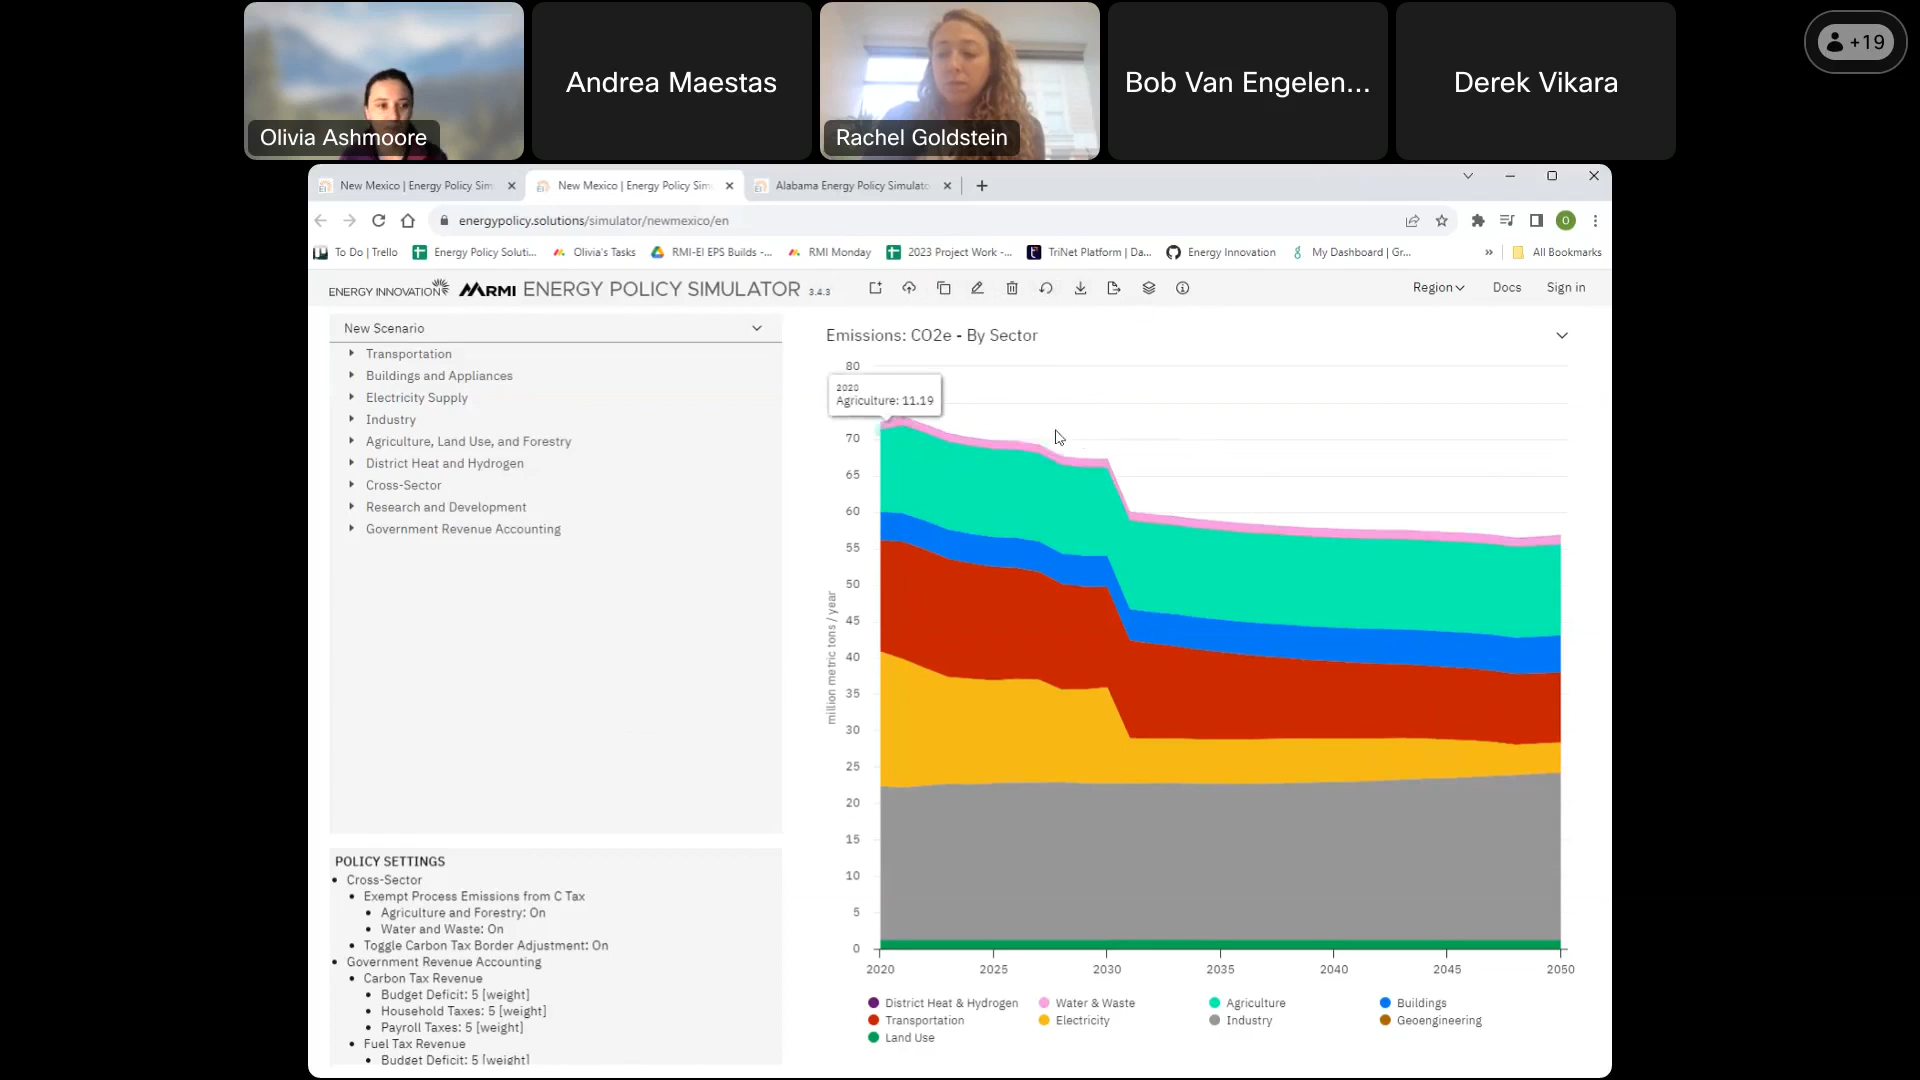 Olivia Ashmoore
Andrea Maestas
Rachel Goldstein
Bob Van Engelen...
Derek Vikara
+19
New Mexico | Energy Policy Sim
New Mexico | Energy Policy Sim
Alabama Energy Policy Simulato
energypolicy.solutions/simulator/newmexico/en
O
To Do | Trello
Energy Policy Soluti...
Olivia's Tasks
RMI-EI EPS Builds -...
RMI Monday
2023 Project Work -...
TriNet Platform | Da...
Energy Innovation
My Dashboard | Gr...
»
All Bookmarks
ENERGY INNOVATION
RMI ENERGY POLICY SIMULATOR 3.4.3
Region
Docs
Sign in
New Scenario
Transportation
Buildings and Appliances
Electricity Supply
Industry
Agriculture, Land Use, and Forestry
District Heat and Hydrogen
Cross-Sector
Research and Development
Government Revenue Accounting
POLICY SETTINGS
Cross-Sector
Exempt Process Emissions from C Tax
Agriculture and Forestry: On
Water and Waste: On
Toggle Carbon Tax Border Adjustment: On
Government Revenue Accounting
Carbon Tax Revenue
Budget Deficit: 5 [weight]
Household Taxes: 5 [weight]
Payroll Taxes: 5 [weight]
Fuel Tax Revenue
Budget Deficit: 5 [weight]
Emissions: CO2e - By Sector
80
2020
Agriculture: 11.19
70
65
60
55
50
45
40
35
30
25
20
15
10
5
0
million metric tons / year
2020 2025 2030 2035 2040 2045 2050
District Heat & Hydrogen Water & Waste Agriculture Buildings
Transportation Electricity Industry Geoengineering
Land Use